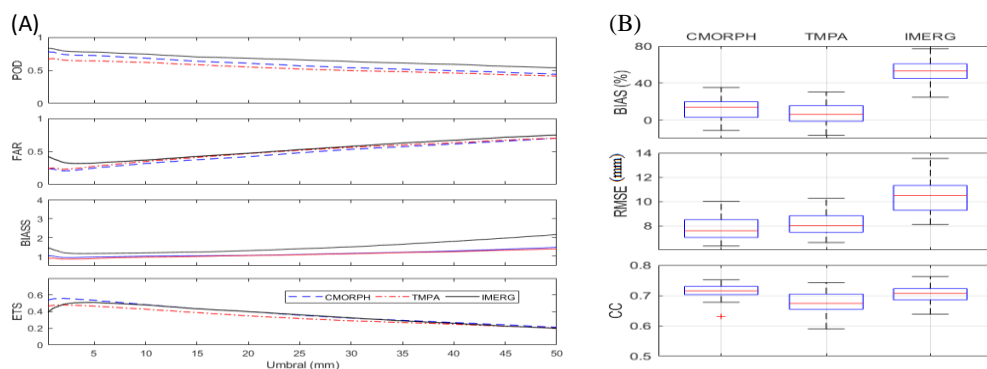 (A)
1
0.5
0
POD
1
0.5
0
FAR
4
3
2
1
BIASS
0.6
0.4
0.2
0
ETS
CMORPH TMPA IMERG
5 10 15 20 25 30 35 40 45 50
Umbral (mm)
(B)
CMORPH TMPA IMERG
80
40
0
BIAS (%)
14
12
10
8
6
RMSE (mm)
0.8
0.7
0.6
0.5
CC